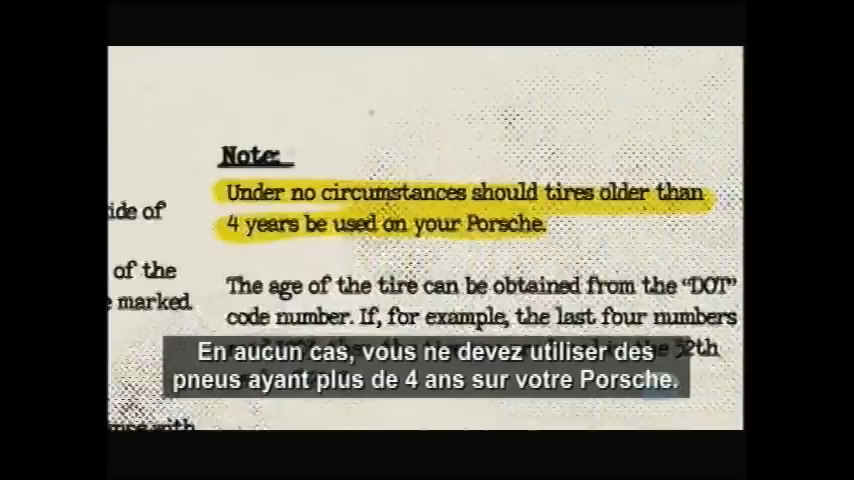 Note:
Under no circumstances should tires older than
4 years be used on your Porsche.
ide of
of the
marked.
The age of the tire can be obtained from the "DOT"
code number. If, for example, the last four numbers
52th
En aucun cas, vous ne devez utiliser des
pneus ayant plus de 4 ans sur votre Porsche.
with